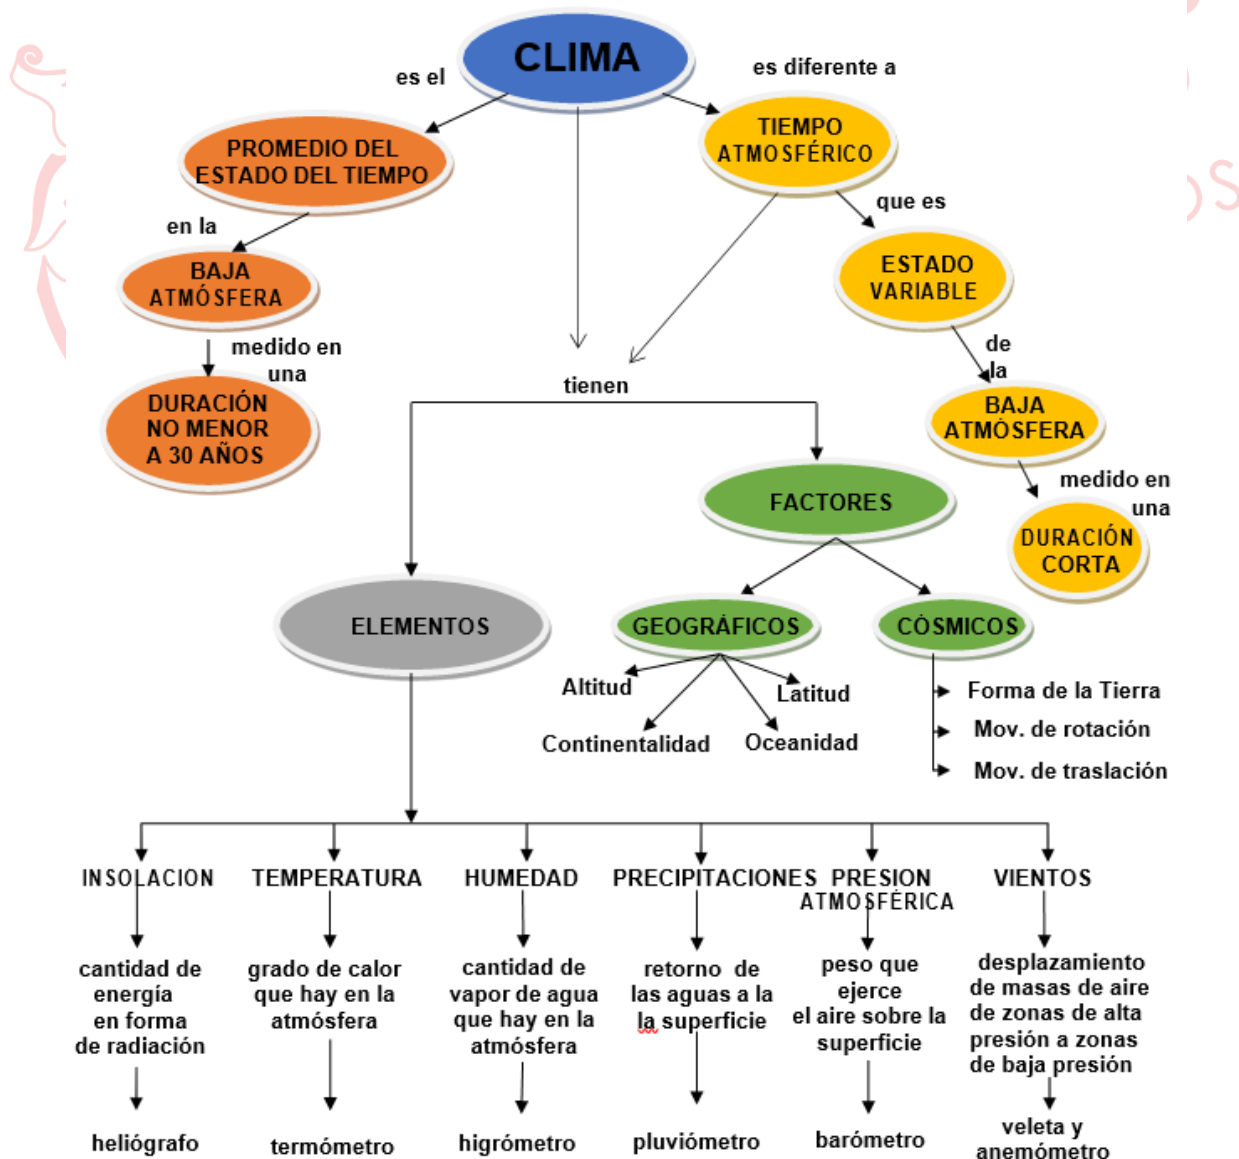 CLIMA
es el
es diferente a
PROMEDIO DEL
ESTADO DEL TIEMPO
TIEMPO
ATMOSFÉRICO
en la
que es
BAJA
ATMÓSFERA
ESTADO
VARIABLE
medido en
una
de
la
DURACIÓN
NO MENOR
A 30 AÑOS
tienen
BAJA
ATMÓSFERA
medido en
una
FACTORES
DURACIÓN
CORTA
ELEMENTOS
GEOGRÁFICOS
CÓSMICOS
Altitud
Latitud
Continentalidad
Oceanidad
Forma de la Tierra
Mov. de rotación
Mov. de traslación
INSOLACION
TEMPERATURA
HUMEDAD
PRECIPITACIONES
PRESION
ATMOSFÉRICA
VIENTOS
cantidad de
energía
en forma
de radiación
grado de calor
que hay en la
atmósfera
cantidad de
vapor de agua
que hay en la
atmósfera
retorno de
las aguas a la
la superficie
peso que
ejerce
el aire sobre la
superficie
desplazamiento
de masas de aire
de zonas de alta
presión a zonas
de baja presión
heliógrafo
termómetro
higrómetro
pluviómetro
barómetro
veleta y
anemómetro